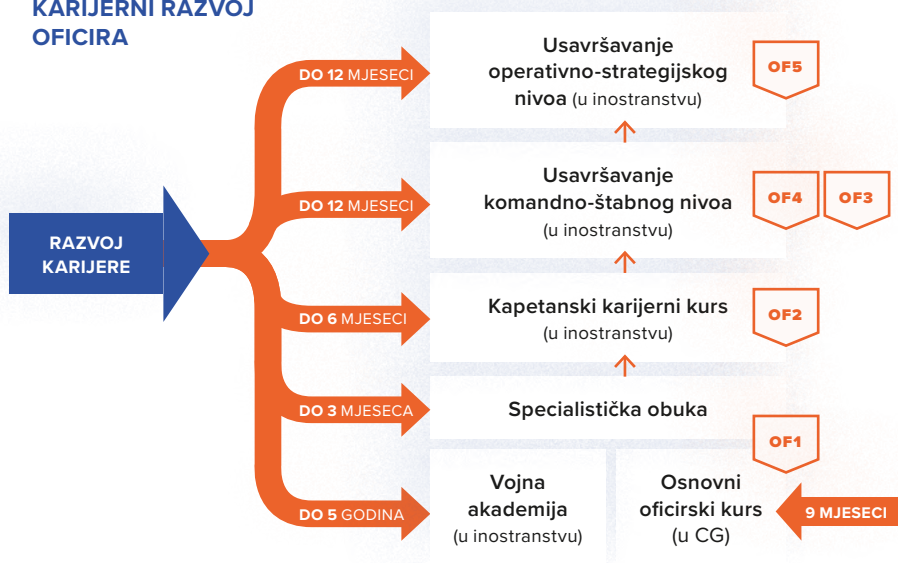 KARIJERNI RAZVOJ
OFICIRA
RAZVOJ
KARIJERE
DO 12 MJESECI
Usavršavanje
operativno-strategijskog
nivoa (u inostranstvu)
OF5
DO 12 MJESECI
Usavršavanje
komandno-štabnog nivoa
(u inostranstvu)
OF4
OF3
DO 6 MJESECI
Kapetanski karijerni kurs
(u inostranstvu)
OF2
DO 3 MJESECA
Specialistička obuka
OF1
DO 5 GODINA
Vojna
akademija
(u inostranstvu)
Osnovni
oficirski kurs
(u CG)
9 MJESECI